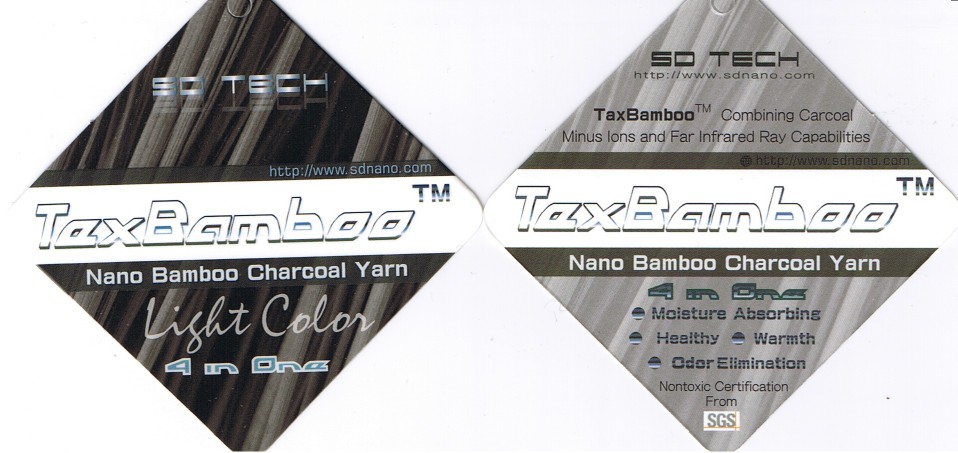 SD TECH
http://www.sdnano.com
TaxBamboo™
Nano Bamboo Charcoal Yarn
Light Color
4 in One
SD TECH
http://www.sdnano.com
TaxBamboo™ Combining Carcoal
Minus Ions and Far Infrared Ray Capabilities
http://www.sdnano.com
TaxBamboo™
Nano Bamboo Charcoal Yarn
4 in One
Moisture Absorbing
Healthy Warmth
Odor Elimination
Nontoxic Certification
From
SGS